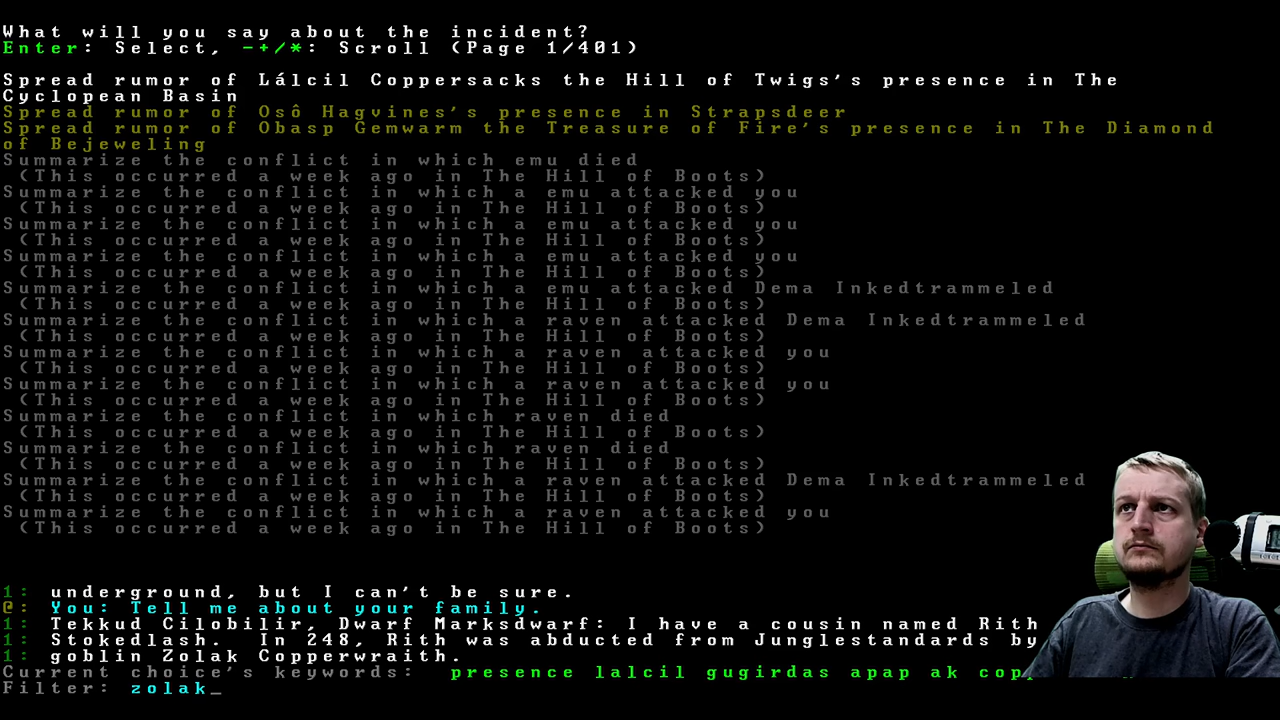 What will you say about the incident?
Enter: Select, -+/*: Scroll (Page 1/401)
Spread rumor of Lálcil Coppersacks the Hill of Twigs's presence in The
Cyclopean Basin
Spread rumor of Osô Hagvines's presence in Strapsdeer
Spread rumor of Obasp Gemwarm the Treasure of Fire's presence in The Diamond
of Bejeweling
Summarize the conflict in which emu died
(This occurred a week ago in The Hill of Boots)
Summarize the conflict in which a emu attacked you
(This occurred a week ago in The Hill of Boots)
Summarize the conflict in which a emu attacked you
(This occurred a week ago in The Hill of Boots)
Summarize the conflict in which a emu attacked you
(This occurred a week ago in The Hill of Boots)
Summarize the conflict in which a emu attacked Dema Inkedtrammeled
(This occurred a week ago in The Hill of Boots)
Summarize the conflict in which a raven attacked Dema Inkedtrammeled
(This occurred a week ago in The Hill of Boots)
Summarize the conflict in which a raven attacked you
(This occurred a week ago in The Hill of Boots)
Summarize the conflict in which a raven attacked you
(This occurred a week ago in The Hill of Boots)
Summarize the conflict in which raven died
(This occurred a week ago in The Hill of Boots)
Summarize the conflict in which raven died
(This occurred a week ago in The Hill of Boots)
Summarize the conflict in which a raven attacked Dema Inkedtrammeled
(This occurred a week ago in The Hill of Boots)
Summarize the conflict in which a raven attacked you
(This occurred a week ago in The Hill of Boots)
1: underground, but I can't be sure.
@: You: Tell me about your family.
1: Tekkud Cilobilir, Dwarf Marksdwarf: I have a cousin named Rith
1: Stokedlash. In 248, Rith was abducted from Junglestandards by
1: goblin Zolak Copperwraith.
Current choice's keywords: presence lalcil gugirdas apap ak
Filter: zolak_